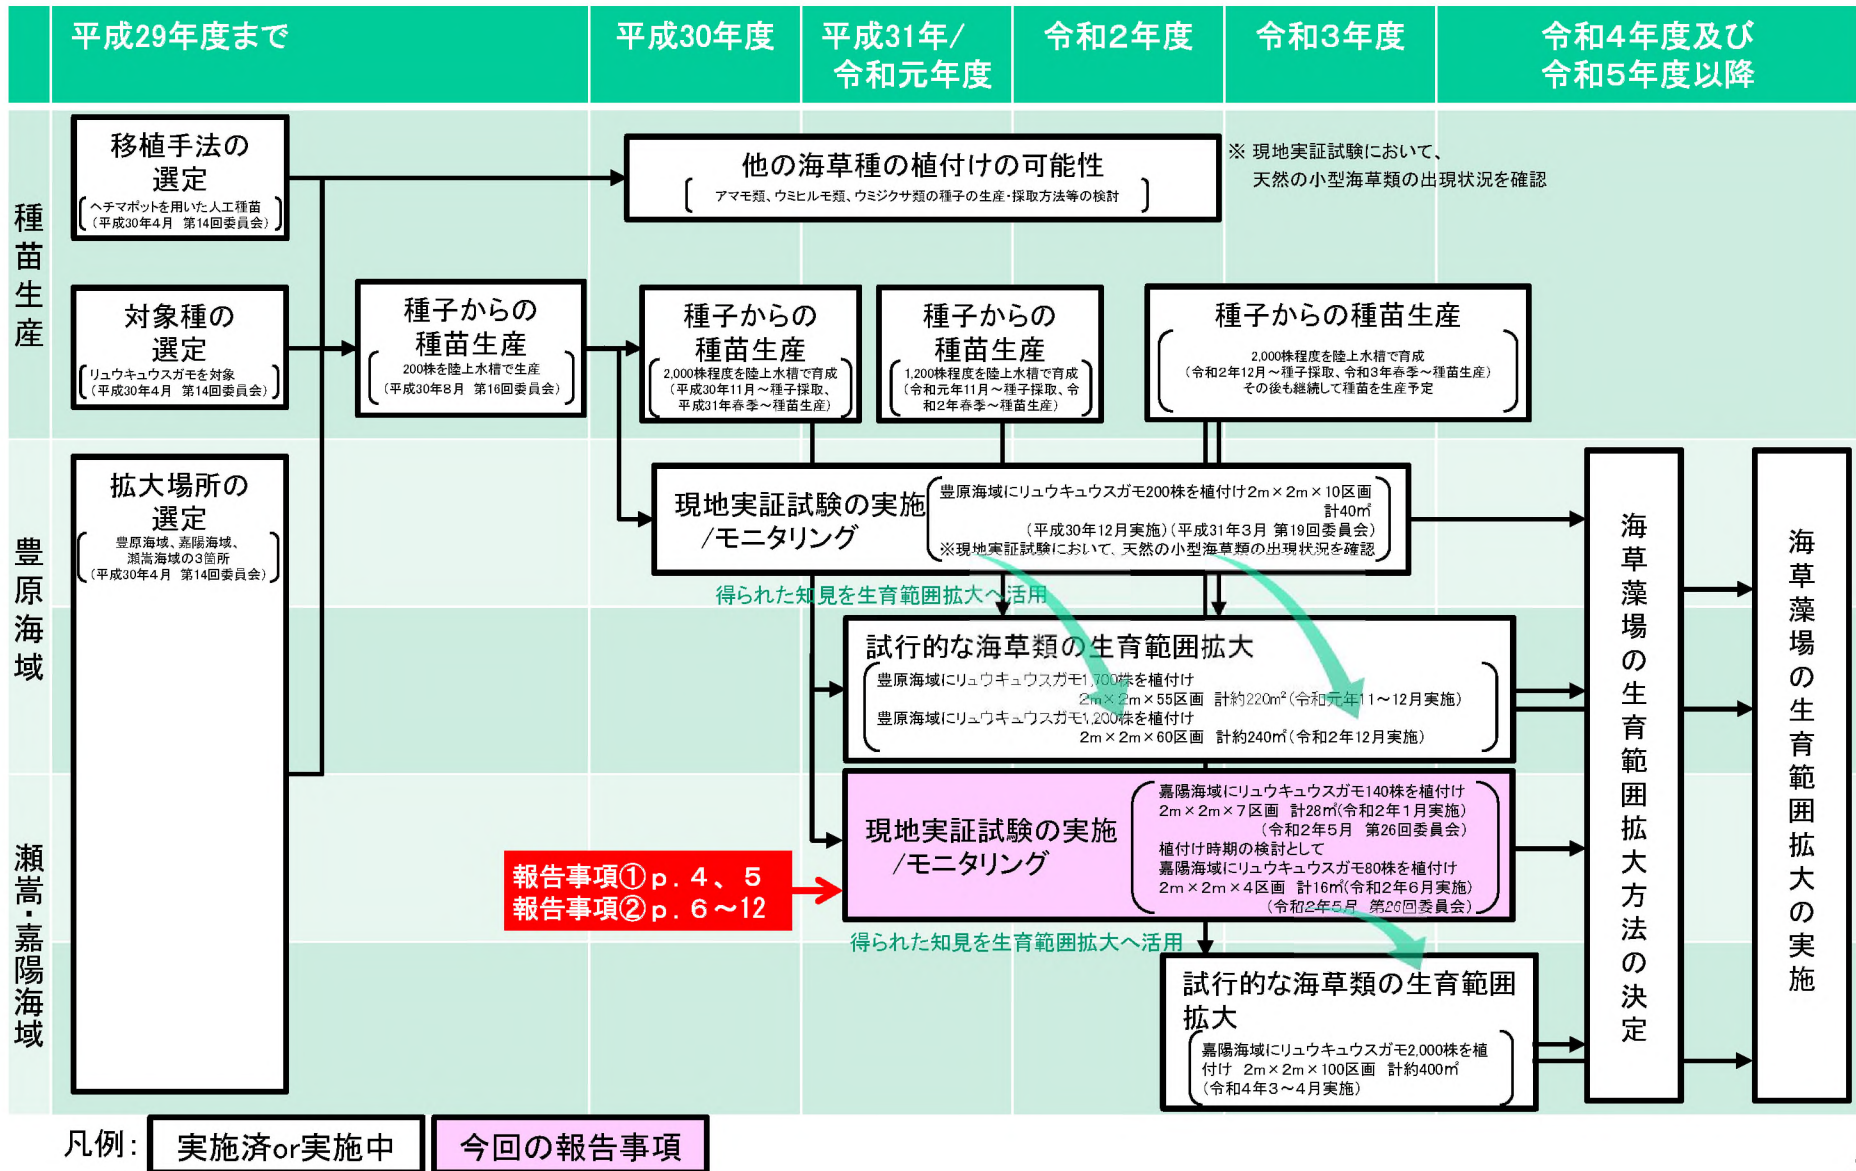 平成29年度まで
平成30年度
平成31年/
令和元年度
令和2年度
令和3年度
令和4年度及び
令和5年度以降
種苗生産
移植手法の
選定
ヘチマポットを用いた人工種苗
(平成30年4月 第14回委員会)
他の海草種の植付けの可能性
アマモ類、ウミヒルモ類、ウミジクサ類の種子の生産・採取方法等の検討
※ 現地実証試験において、
天然の小型海草類の出現状況を確認
対象種の
選定
リュウキュウスガモを対象
(平成30年4月 第14回委員会)
種子からの
種苗生産
200株を陸上水槽で生産
(平成30年8月 第16回委員会)
種子からの
種苗生産
2,000株程度を陸上水槽で育成
(平成30年11月～種子採取、
平成31年春季～種苗生産)
種子からの
種苗生産
1,200株程度を陸上水槽で育成
(令和元年11月～種子採取、令
和2年春季～種苗生産)
種子からの種苗生産
2,000株程度を陸上水槽で育成
(令和2年12月～種子採取、令和3年春季～種苗生産)
その後も継続して種苗を生産予定
豊原海域
拡大場所の
選定
豊原海域、嘉陽海域、
瀬嵩海域の3箇所
(平成30年4月 第14回委員会)
現地実証試験の実施
/モニタリング
豊原海域にリュウキュウスガモ200株を植付け2m×2m×10区画
計40㎡
(平成30年12月実施)(平成31年3月 第19回委員会)
※現地実証試験において、天然の小型海草類の出現状況を確認
得られた知見を生育範囲拡大へ活用
試行的な海草類の生育範囲拡大
豊原海域にリュウキュウスガモ1,700株を植付け
2m×2m×55区画 計約220m²(令和元年11～12月実施)
豊原海域にリュウキュウスガモ1,200株を植付け
2m×2m×60区画 計約240㎡(令和2年12月実施)
海草藻場の生育範囲拡大方法の決定
海草藻場の生育範囲拡大の実施
瀬嵩・嘉陽海域
報告事項①p.4、5
報告事項②p.6～12
現地実証試験の実施
/モニタリング
嘉陽海域にリュウキュウスガモ140株を植付け
2m×2m×7区画 計28㎡(令和2年1月実施)
(令和2年5月 第26回委員会)
植付け時期の検討として
嘉陽海域にリュウキュウスガモ80株を植付け
2m×2m×4区画 計16㎡(令和2年6月実施)
(令和2年5月 第26回委員会)
得られた知見を生育範囲拡大へ活用
試行的な海草類の生育範囲
拡大
嘉陽海域にリュウキュウスガモ2,000株を植
付け 2m×2m×100区画 計約400㎡
(令和4年3～4月実施)
凡例:
実施済or実施中
今回の報告事項